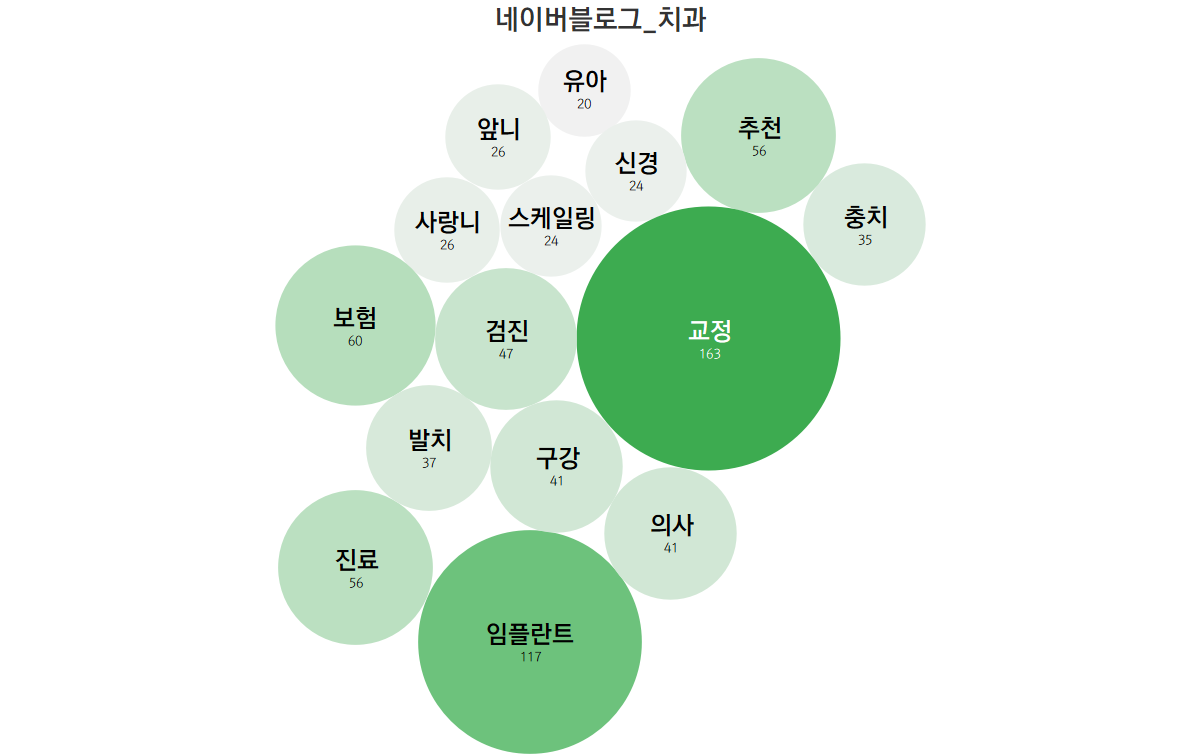 네이버블로그_치과
유아
20
앞니
26
추천
56
신경
24
사랑니
26
스케일링
24
충치
35
보험
60
검진
47
교정
163
발치
37
구강
41
의사
41
진료
56
임플란트
117